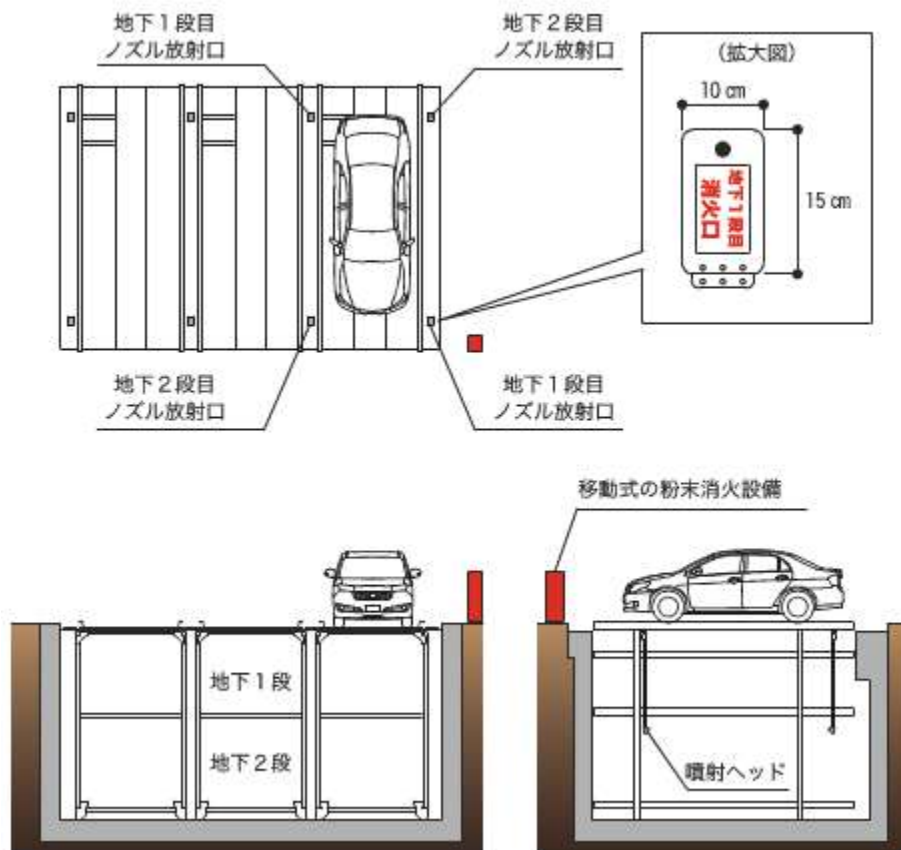 地下1段目
ノズル放射口
地下2段目
ノズル放射口
(拡大図)
10 cm
15 cm
地下1段目
消火口
地下2段目
ノズル放射口
地下1段目
ノズル放射口
移動式の粉末消火設備
地下1段
地下2段
噴射ヘッド